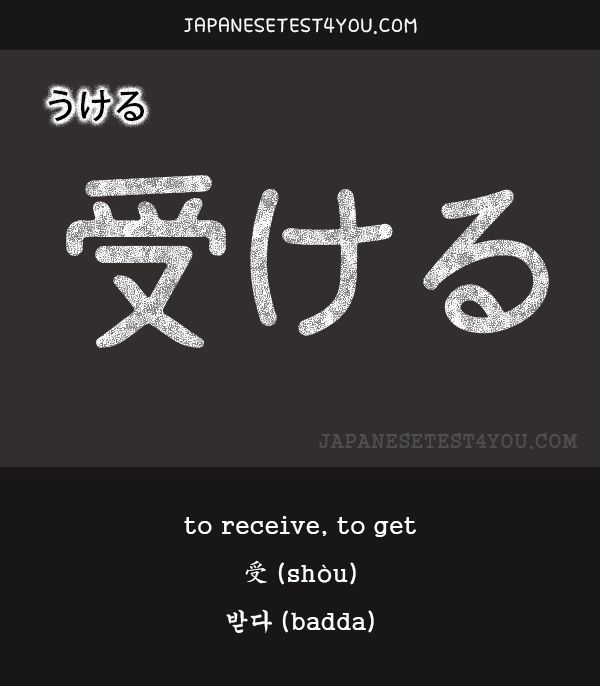 JAPANESETEST4YOU.COM
うける
受ける
JAPANESETEST4YOU.COM
to receive, to get
受 (shòu)
받다 (badda)